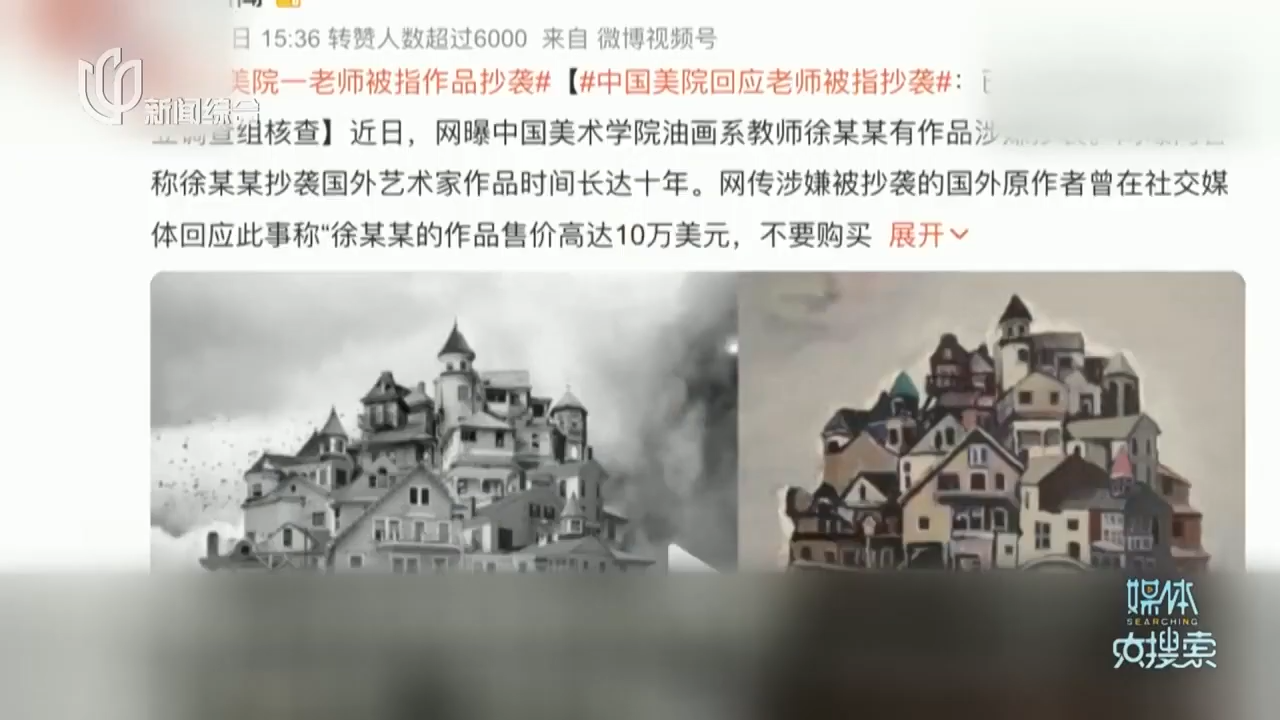 日 15:36 转赞人数超过6000 来自 微博视频号
美院一老师被指作品抄袭#【#中国美院回应老师被指抄袭#：已
新闻综合
调查组核查】近日，网曝中国美术学院油画系教师徐某某有作品涉
称徐某某抄袭国外艺术家作品时间长达十年。网传涉嫌被抄袭的国外原作者曾在社交媒
体回应此事称“徐某某的作品售价高达10万美元，不要购买 展开
媒体
SEARCHING
大搜索